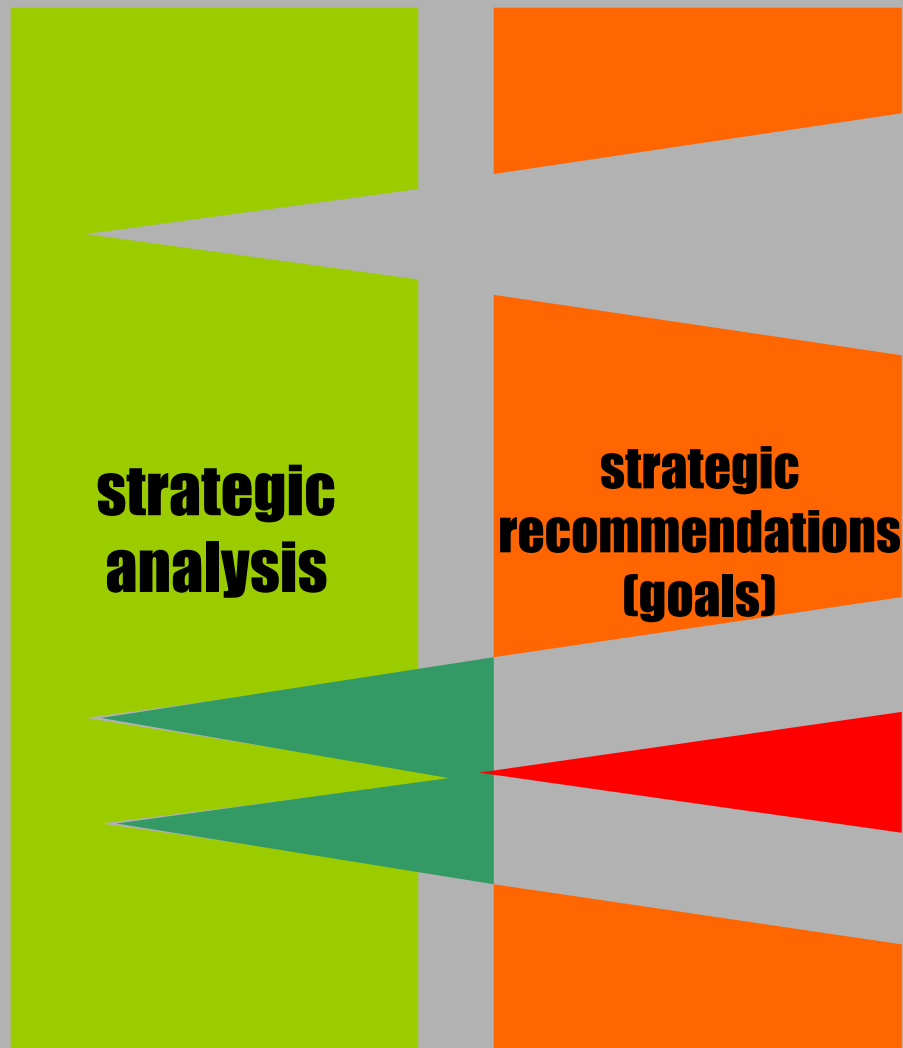 strategic
analysis
strategic
recommendations
(goals)